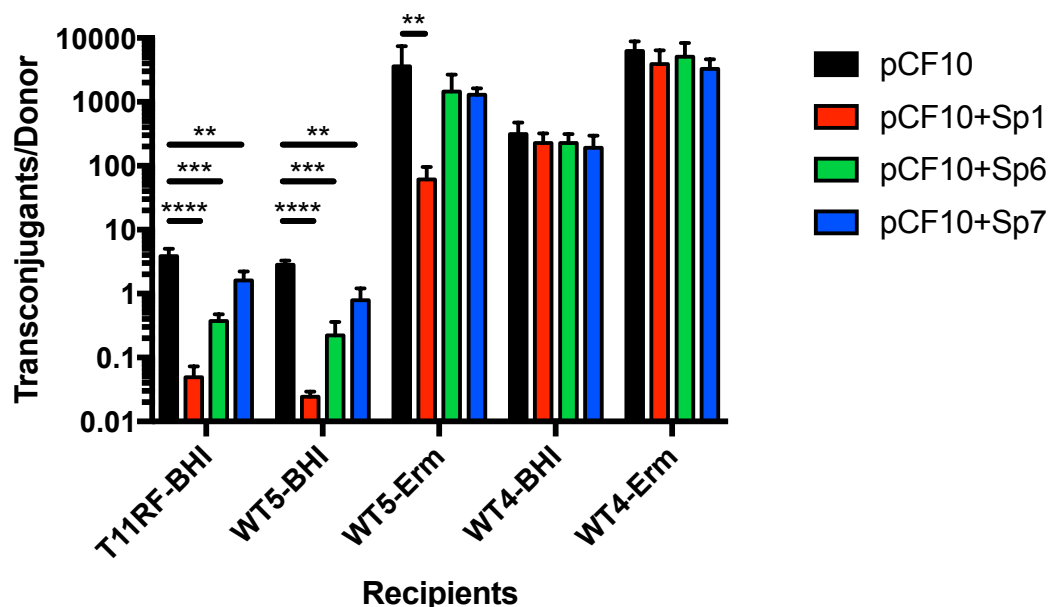 10000
1000
100
10
1
0.1
0.01
Transconjugants/Donor
**
***
****
**
***
****
**
T11RF-BHI
WT5-BHI
WT5-Erm
WT4-BHI
WT4-Erm
Recipients
pCF10
pCF10+Sp1
pCF10+Sp6
pCF10+Sp7